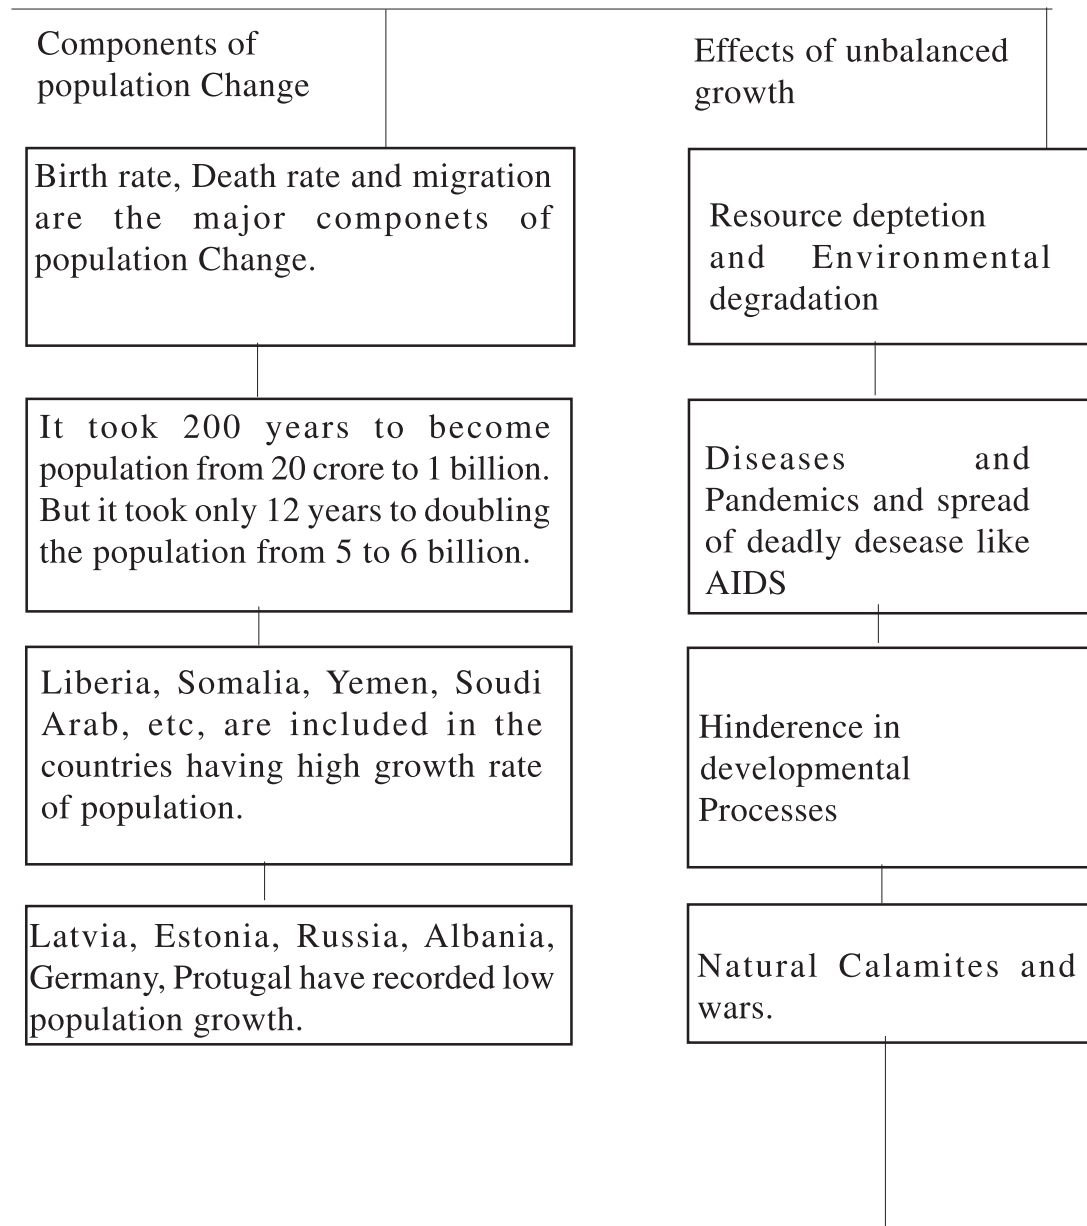 Components of
population Change
Birth rate, Death rate and migration
are the major componets of
population Change.
It took 200 years to become
population from 20 crore to 1 billion.
But it took only 12 years to doubling
the population from 5 to 6 billion.
Liberia, Somalia, Yemen, Soudi
Arab, etc, are included in the
countries having high growth rate
of population.
Latvia, Estonia, Russia, Albania,
Germany, Protugal have recorded low
population growth.
Effects of unbalanced
growth
Resource deptetion
and Environmental
degradation
Diseases and
Pandemics and spread
of deadly desease like
AIDS
Hinderence in
developmental
Processes
Natural Calamites and
wars.